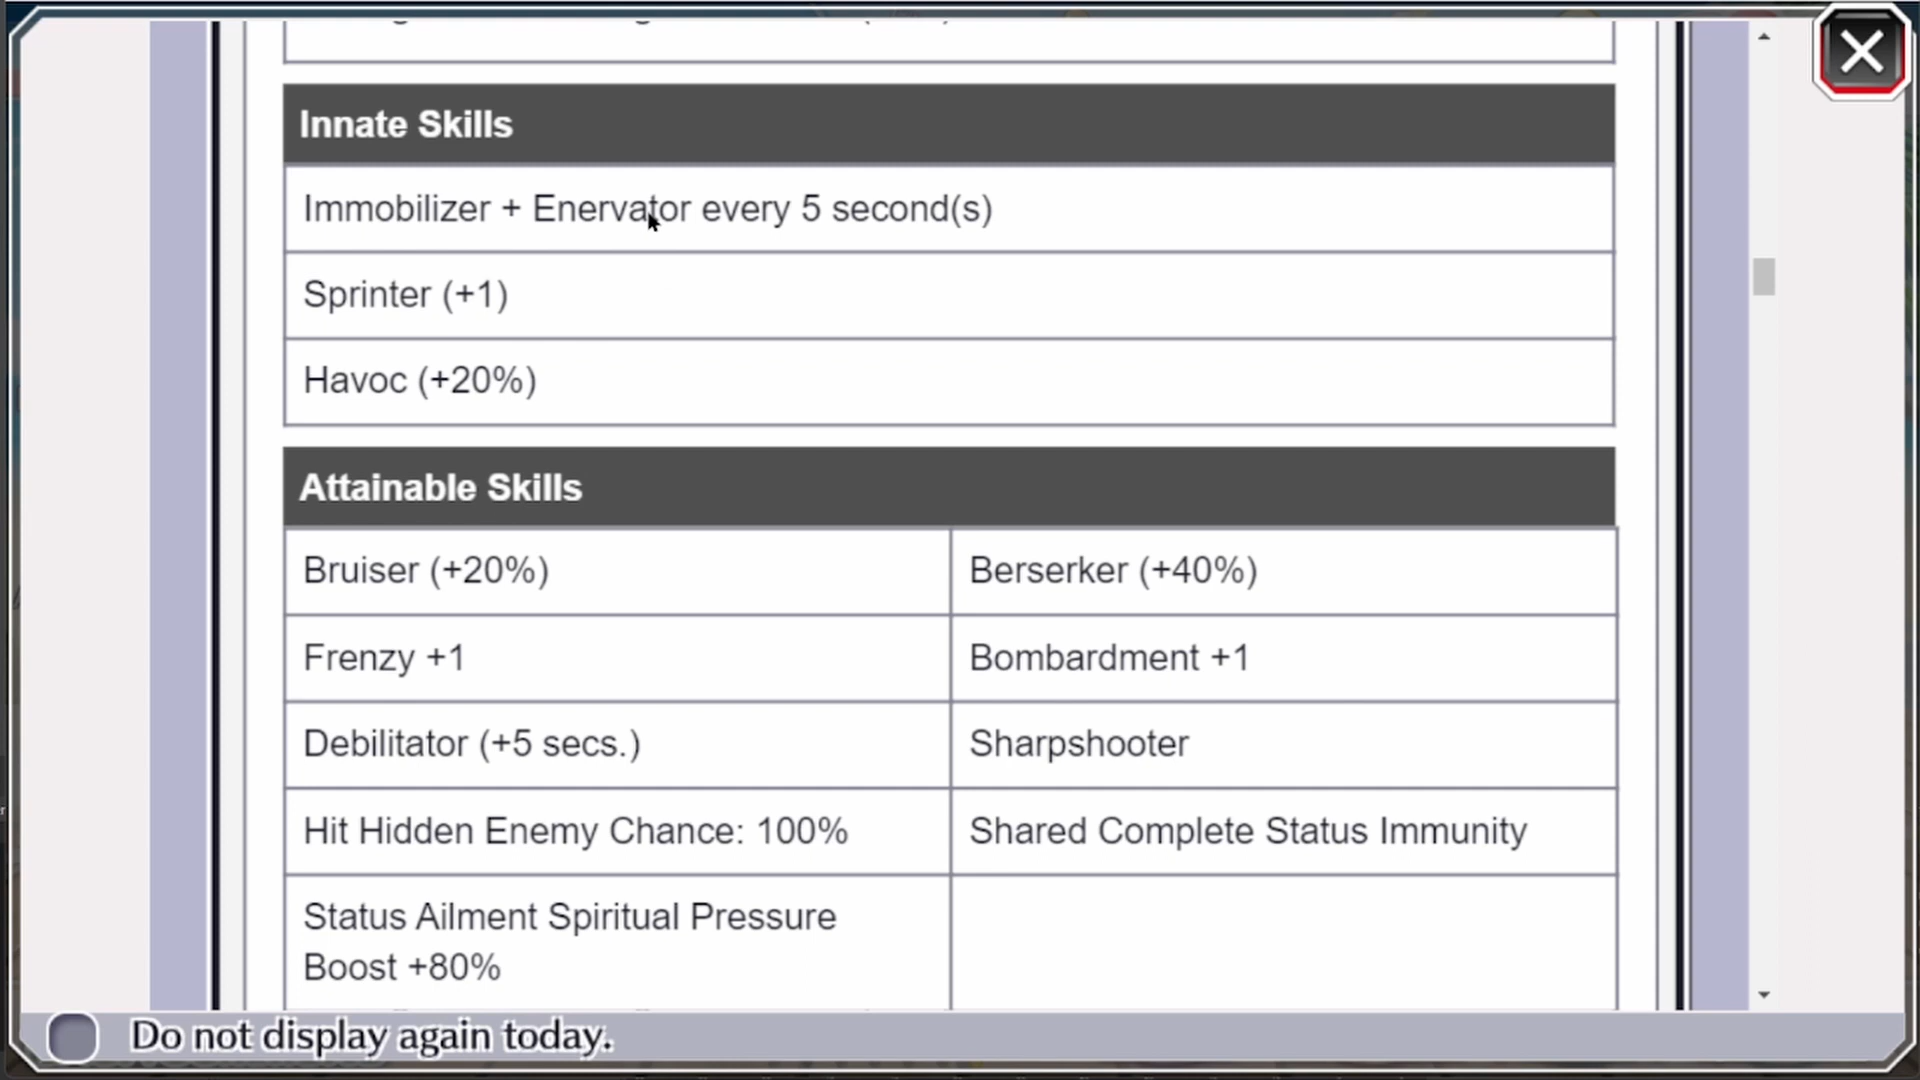 Innate Skills
Immobilizer + Enervator every 5 second(s)
Sprinter (+1)
Havoc (+20%)
Attainable Skills
Bruiser (+20%)
Berserker (+40%)
Frenzy +1
Bombardment +1
Debilitator (+5 secs.)
Sharpshooter
Hit Hidden Enemy Chance: 100%
Shared Complete Status Immunity
Status Ailment Spiritual Pressure
Boost +80%
Do not display again today.